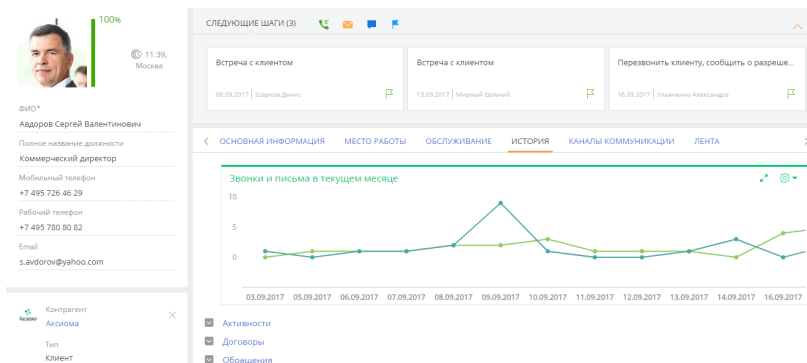 100%
11:39,
Москва
ФИО*
Авдоров Сергей Валентинович
Полное название должности
Коммерческий директор
Мобильный телефон
+7 495 726 46 29
Рабочий телефон
+7 495 780 80 82
Email
s.avdorov@yahoo.com
Контрагент
Аксиома
Тип
Клиент
СЛЕДУЮЩИЕ ШАГИ (3)
Встреча с клиентом
06.09.2017 | Шарков Денис
Встреча с клиентом
13.09.2017 | Мирный Евгений
Перезвонить клиенту, сообщить о разреше...
16.09.2017 | Ульяненко Александра
ОСНОВНАЯ ИНФОРМАЦИЯ МЕСТО РАБОТЫ ОБСЛУЖИВАНИЕ ИСТОРИЯ КАНАЛЫ КОММУНИКАЦИИ ЛЕНТА
Звонки и письма в текущем месяце
10
5
0
03.09.2017 05.09.2017 06.09.2017 07.09.2017 08.09.2017 09.09.2017 10.09.2017 11.09.2017 12.09.2017 13.09.2017 14.09.2017 16.09.2017
Активности
Договоры
Обращения